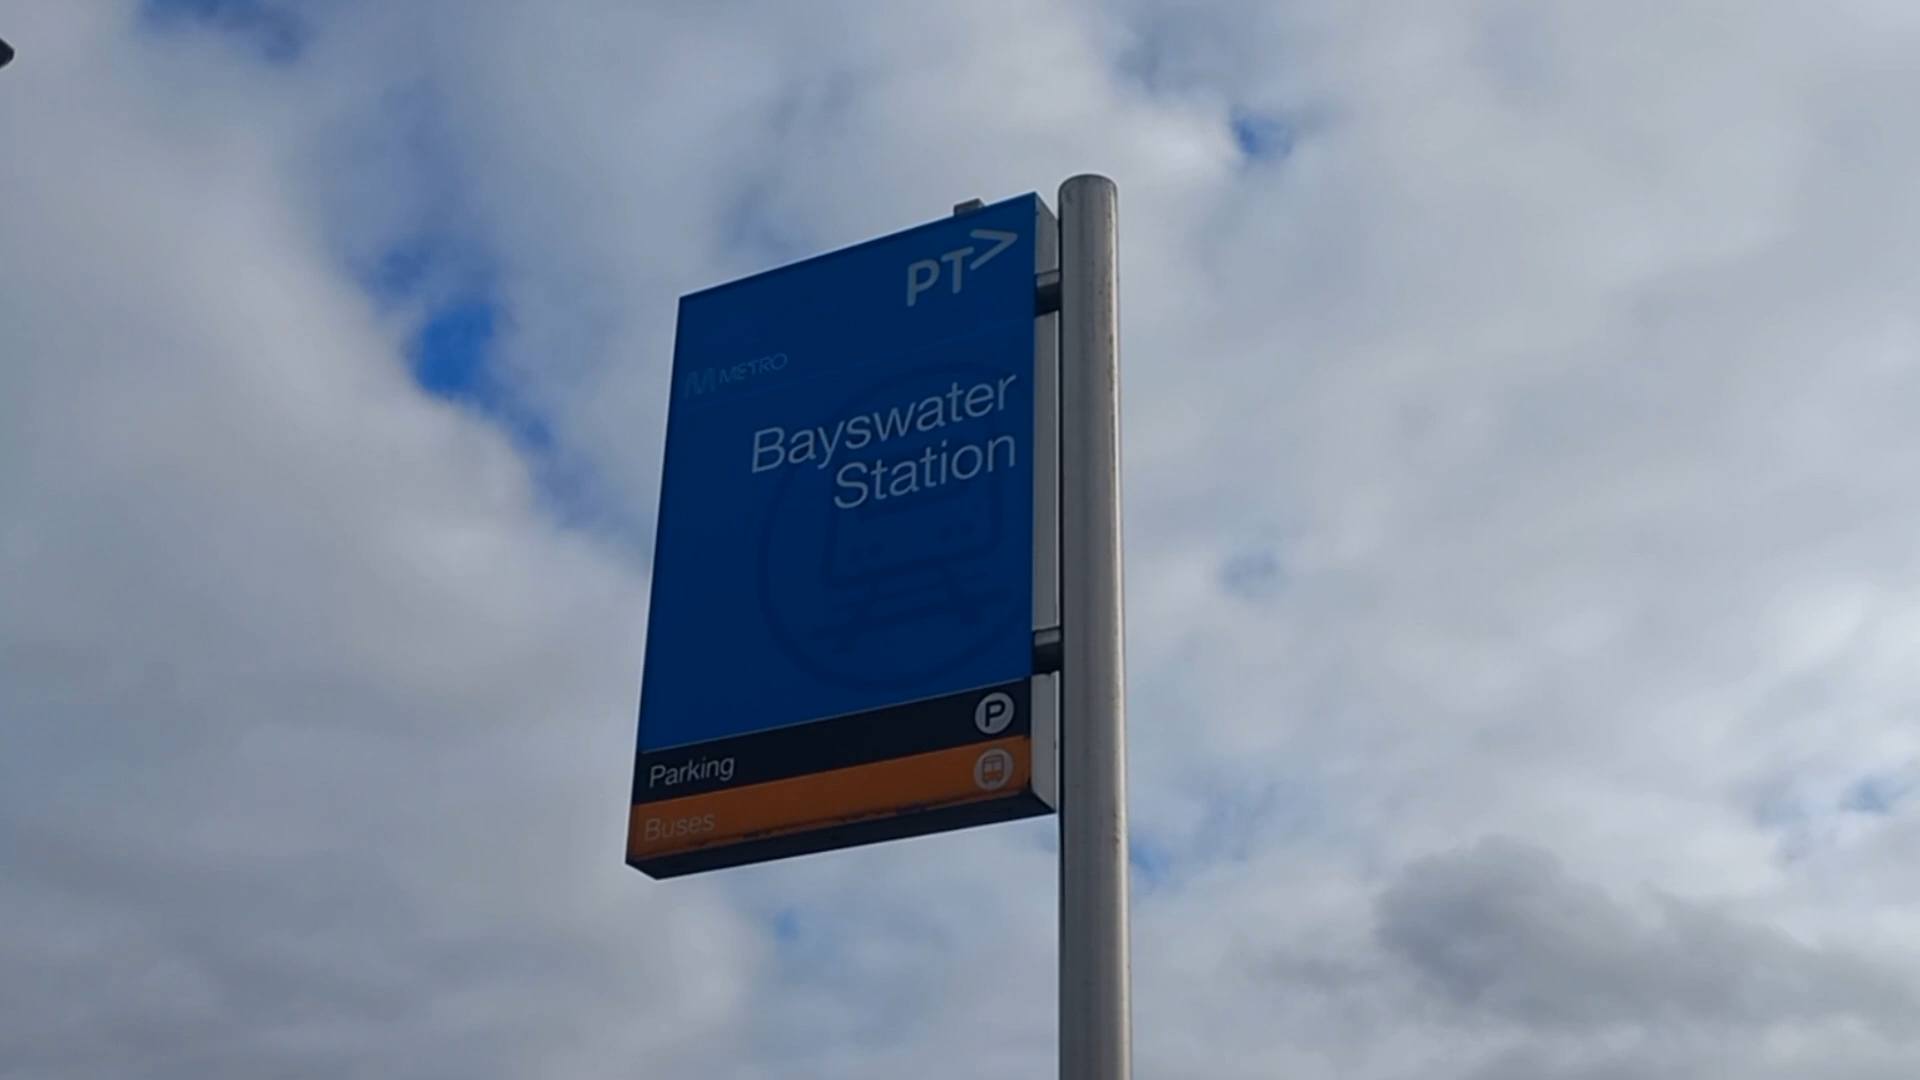 PT>
METRO
Bayswater
Station
Parking P
Buses